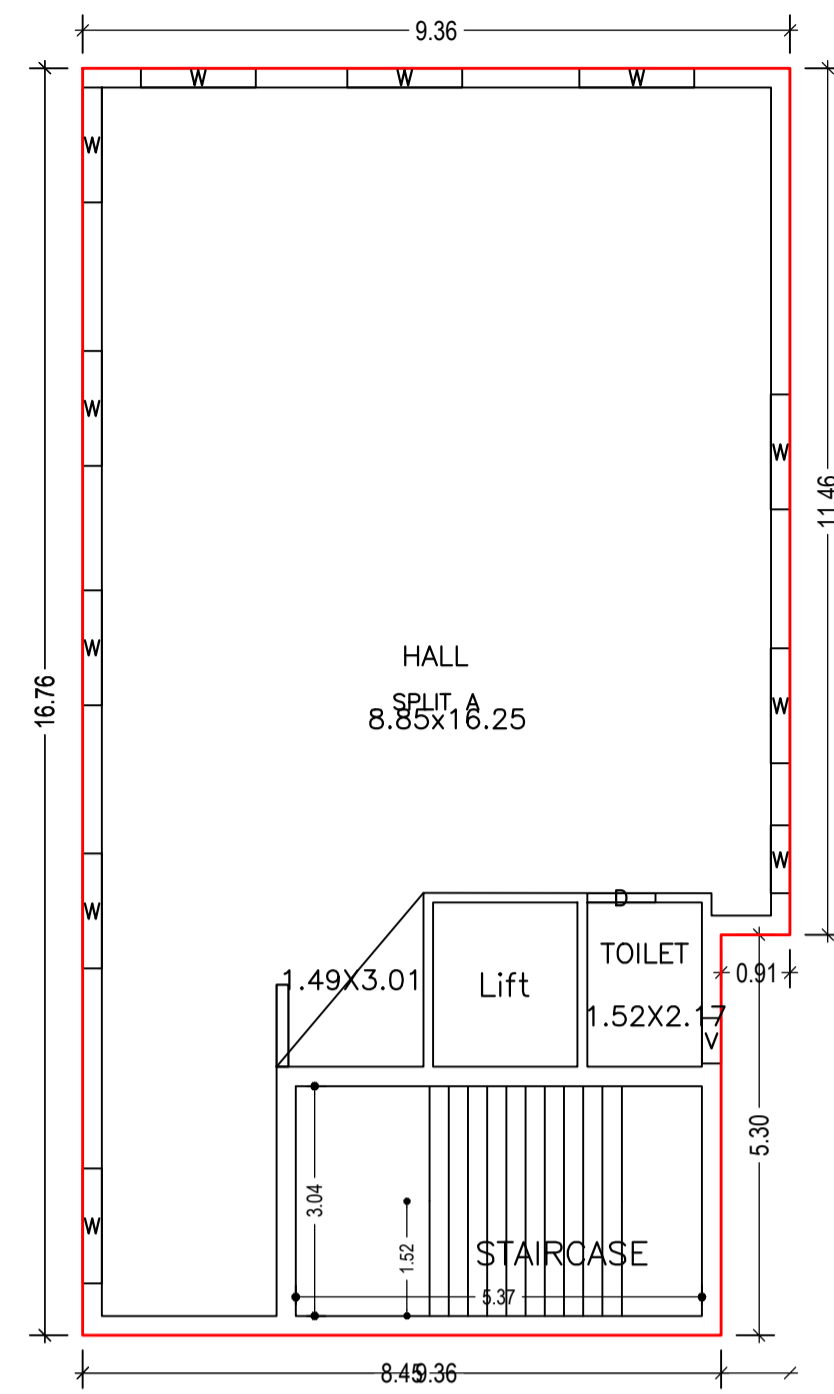 9.36
W W W
W
W
W
11.46
W
HALL
16.76
SPLIT A
8.85x16.25
W
W
W
D
TOILET
0.91
1.49X3.01
Lift
1.52X2.17
V
5.30
3.04
W
1.52
STAIRCASE
5.37
8.45
9.36